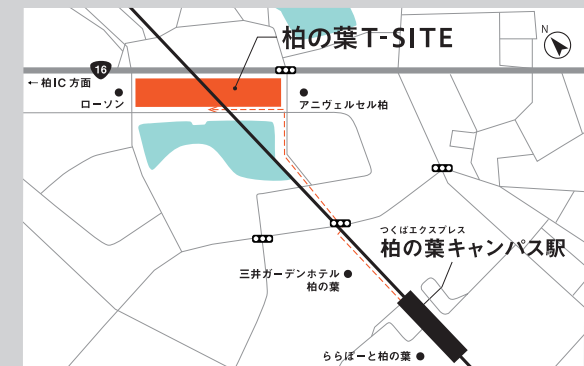 柏の葉T-SITE
N
16
←柏IC方面
ローソン
アニヴェルセル柏
つくばエクスプレス
柏の葉キャンパス駅
三井ガーデンホテル
柏の葉
ららぽーと柏の葉